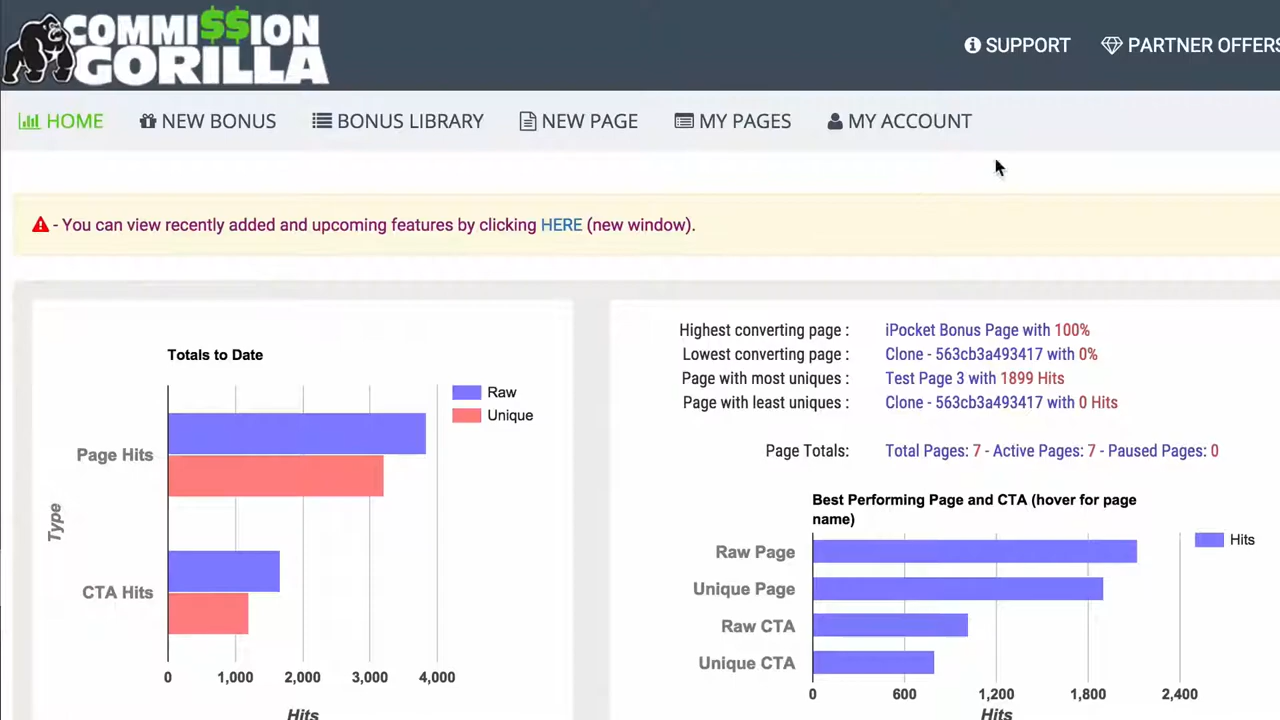 COMMI$$ION
GORILLA
SUPPORT
PARTNER OFFERS
HOME
NEW BONUS
BONUS LIBRARY
NEW PAGE
MY PAGES
MY ACCOUNT
- You can view recently added and upcoming features by clicking HERE (new window).
Totals to Date
Raw
Unique
Page Hits
CTA Hits
Type
0 1,000 2,000 3,000 4,000
Hits
Highest converting page : iPocket Bonus Page with 100%
Lowest converting page : Clone - 563cb3a493417 with 0%
Page with most uniques : Test Page 3 with 1899 Hits
Page with least uniques : Clone - 563cb3a493417 with 0 Hits
Page Totals: Total Pages: 7 - Active Pages: 7 - Paused Pages: 0
Best Performing Page and CTA (hover for page
name)
Hits
Raw Page
Unique Page
Raw CTA
Unique CTA
0 600 1,200 1,800 2,400
Hits